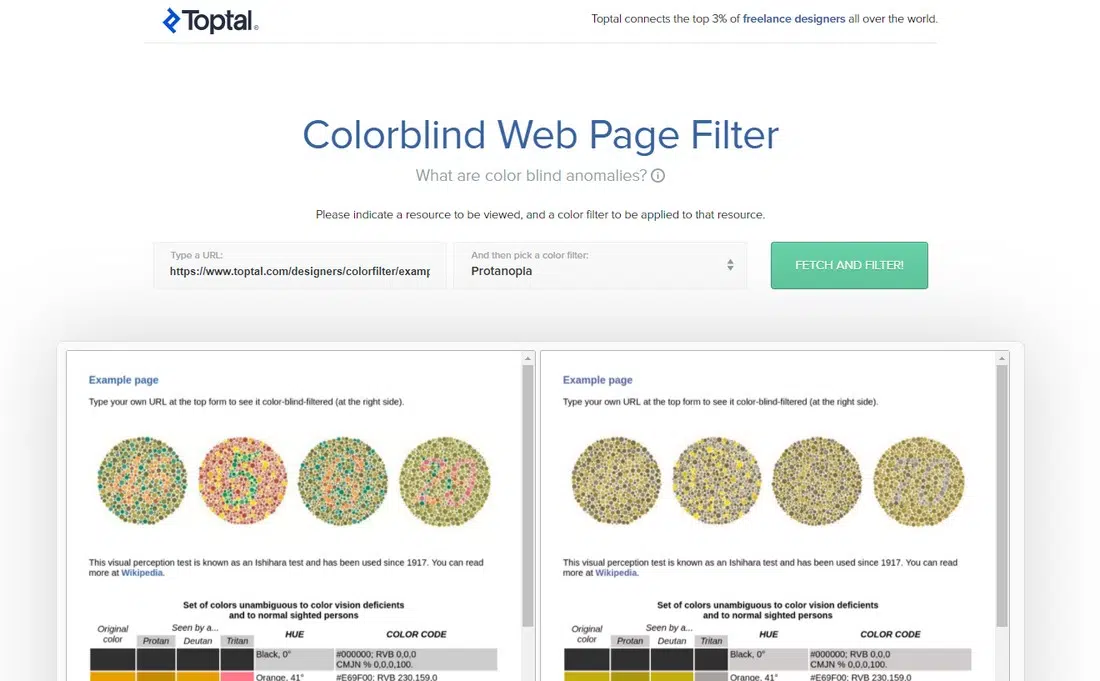 Toptal®
Toptal connects the top 3% of freelance designers all over the world.
Colorblind Web Page Filter
What are color blind anomalies?
Please indicate a resource to be viewed, and a color filter to be applied to that resource.
Type a URL:
https://www.toptal.com/designers/colorfilter/examp
And then pick a color filter:
Protanopia
FETCH AND FILTER!
Example page
Type your own URL at the top form to see it color-blind-filtered (at the right side).
This visual perception test is known as an Ishihara test and has been used since 1917. You can read
more at Wikipedia.
Set of colors unambiguous to color vision deficients
and to normal sighted persons
Original
color
Seen by a...
Protan Deutan Tritan
HUE
COLOR CODE
Black, 0°
#000000; RVB 0,0,0
CMJN % 0,0,0,100.
Orange, 41°
#E69F00; RVB 230,159,0
Example page
Type your own URL at the top form to see it color-blind-filtered (at the right side).
This visual perception test is known as an Ishihara test and has been used since 1917. You can read
more at Wikipedia.
Set of colors unambiguous to color vision deficients
and to normal sighted persons
Original
color
Seen by a...
Protan Deutan Tritan
HUE
COLOR CODE
Black, 0°
#000000; RVB 0,0,0
CMJN % 0,0,0,100.
Orange, 41°
#E69F00; RVB 230,159,0